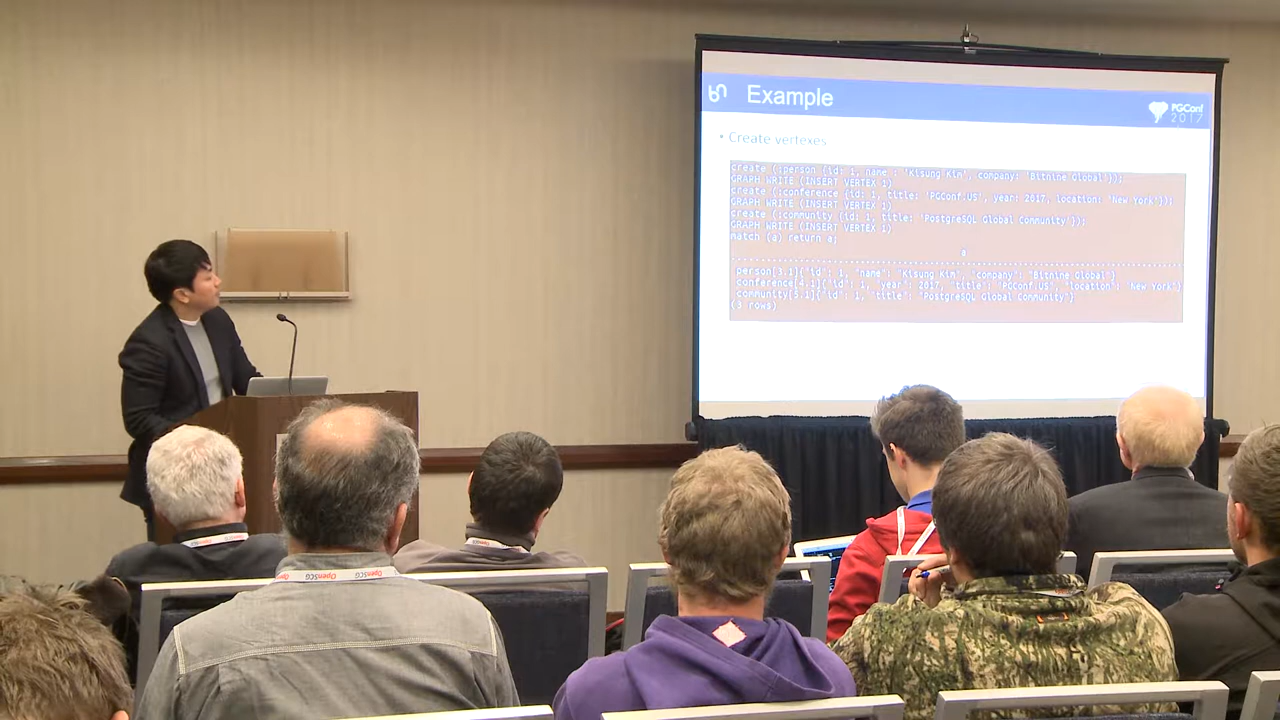 Example
PGConf
2017
• Create vertexes
create (:person {id: 1, name : 'Kisung Kim', company: 'Bitnine Global'});
GRAPH WRITE (INSERT VERTEX 1)
create (:conference {id: 1, title: 'PGConf.US', year: 2017, location: 'New York'});
GRAPH WRITE (INSERT VERTEX 1)
create (:community {id: 1, title: 'PostgreSQL Global Community'});
GRAPH WRITE (INSERT VERTEX 1)
match (a) return a;
a
person[3.1]{"id": 1, "name": "Kisung Kim", "company": "Bitnine Global"}
conference[4.1]{"id": 1, "year": 2017, "title": "PGConf.US", "location": "New York"}
community[5.1]{"id": 1, "title": "PostgreSQL Global Community"}
(3 rows)
OpenSCG OpenSCG